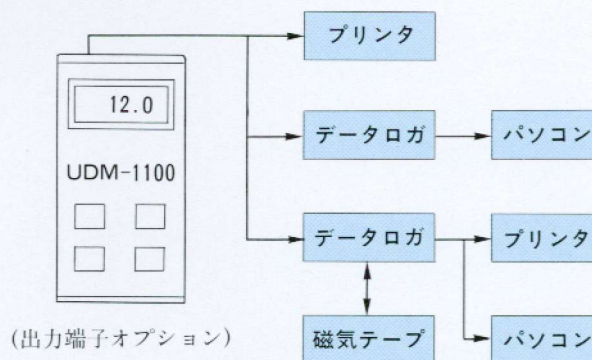 プリンタ
12.0
データロガ
パソコン
UDM-1100
データロガ
プリンタ
(出力端子オプション)
磁気テープ
パソコン